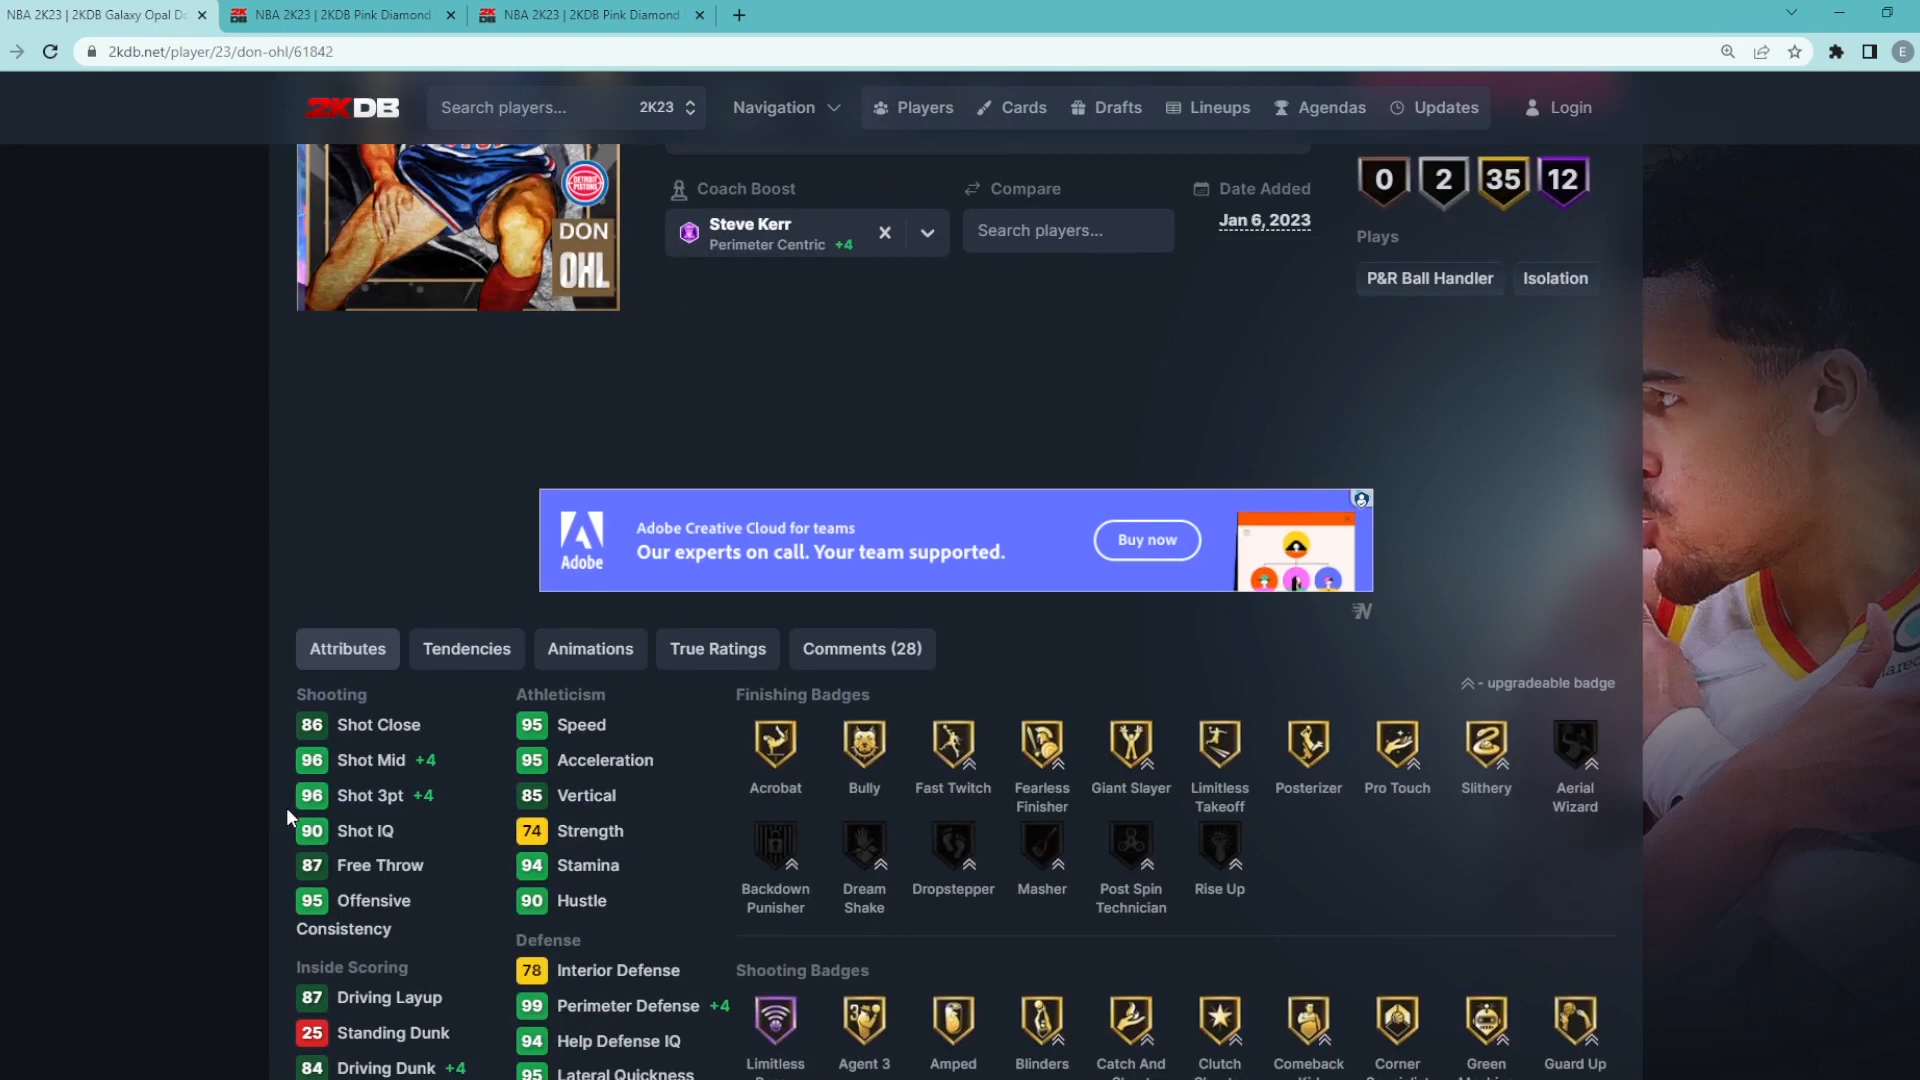 NBA 2K23 | 2KDB Galaxy Opal Do
NBA 2K23 | 2KDB Pink Diamond
NBA 2K23 | 2KDB Pink Diamond
2kdb.net/player/23/don-ohl/61842
E
2KDB
Search players...
2K23
Navigation
Players
Cards
Drafts
Lineups
Agendas
Updates
Login
DETROIT
PISTONS
DON
OHL
Coach Boost
Steve Kerr
Perimeter Centric +4
Compare
Search players...
Date Added
Jan 6, 2023
0 2 35 12
Plays
P&R Ball Handler
Isolation
Adobe
Adobe Creative Cloud for teams
Our experts on call. Your team supported.
Buy now
Attributes
Tendencies
Animations
True Ratings
Comments (28)
- upgradeable badge
Shooting
86 Shot Close
96 Shot Mid +4
96 Shot 3pt +4
90 Shot IQ
87 Free Throw
95 Offensive
Consistency
Inside Scoring
87 Driving Layup
25 Standing Dunk
84 Driving Dunk +4
Athleticism
95 Speed
95 Acceleration
85 Vertical
74 Strength
94 Stamina
90 Hustle
Defense
78 Interior Defense
99 Perimeter Defense +4
94 Help Defense IQ
95 Lateral Quickness
Finishing Badges
Acrobat
Bully
Fast Twitch
Fearless
Finisher
Giant Slayer
Limitless
Takeoff
Posterizer
Pro Touch
Slithery
Aerial
Wizard
Backdown
Punisher
Dream
Shake
Dropstepper
Masher
Post Spin
Technician
Rise Up
Shooting Badges
Limitless
Agent 3
Amped
Blinders
Catch And
Clutch
Comeback
Corner
Green
Guard Up